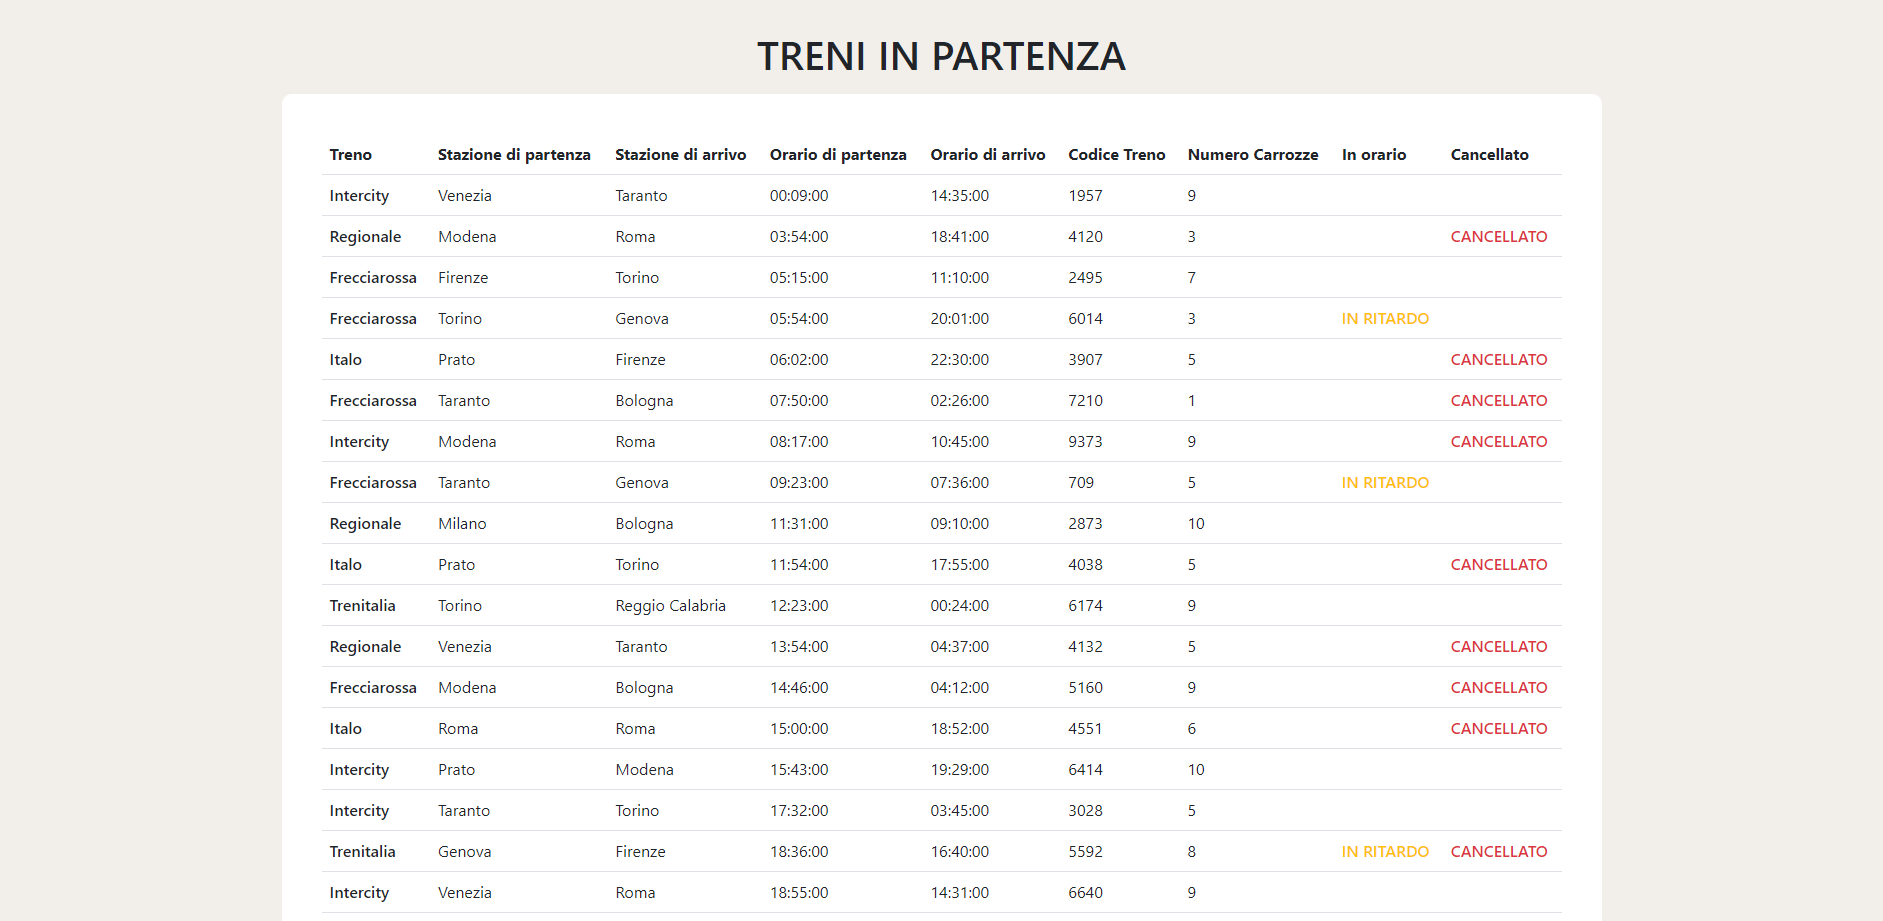 TRENI IN PARTENZA
Treno Stazione di partenza Stazione di arrivo Orario di partenza Orario di arrivo Codice Treno Numero Carrozze In orario Cancellato
Intercity Venezia Taranto 00:09:00 14:35:00 1957 9
Regionale Modena Roma 03:54:00 18:41:00 4120 3 CANCELLATO
Frecciarossa Firenze Torino 05:15:00 11:10:00 2495 7
Frecciarossa Torino Genova 05:54:00 20:01:00 6014 3 IN RITARDO
Italo Prato Firenze 06:02:00 22:30:00 3907 5 CANCELLATO
Frecciarossa Taranto Bologna 07:50:00 02:26:00 7210 1 CANCELLATO
Intercity Modena Roma 08:17:00 10:45:00 9373 9 CANCELLATO
Frecciarossa Taranto Genova 09:23:00 07:36:00 709 5 IN RITARDO
Regionale Milano Bologna 11:31:00 09:10:00 2873 10
Italo Prato Torino 11:54:00 17:55:00 4038 5 CANCELLATO
Trenitalia Torino Reggio Calabria 12:23:00 00:24:00 6174 9
Regionale Venezia Taranto 13:54:00 04:37:00 4132 5 CANCELLATO
Frecciarossa Modena Bologna 14:46:00 04:12:00 5160 9 CANCELLATO
Italo Roma Roma 15:00:00 18:52:00 4551 6 CANCELLATO
Intercity Prato Modena 15:43:00 19:29:00 6414 10
Intercity Taranto Torino 17:32:00 03:45:00 3028 5
Trenitalia Genova Firenze 18:36:00 16:40:00 5592 8 IN RITARDO CANCELLATO
Intercity Venezia Roma 18:55:00 14:31:00 6640 9